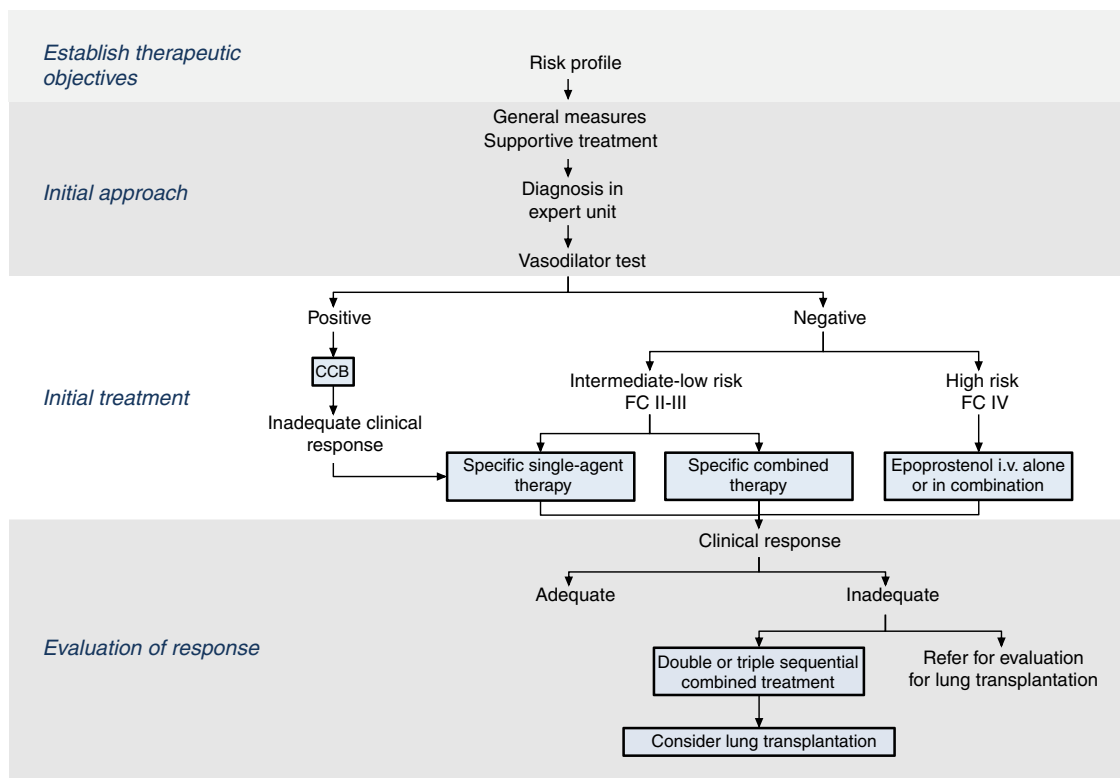 Establish therapeutic
objectives
Risk profile
General measures
Supportive treatment
Initial approach
Diagnosis in
expert unit
Vasodilator test
Positive
Negative
Initial treatment
CCB
Intermediate-low risk
FC II-III
High risk
FC IV
Inadequate clinical
response
Specific single-agent
therapy
Specific combined
therapy
Epoprostenol i.v. alone
or in combination
Clinical response
Adequate
Inadequate
Evaluation of response
Double or triple sequential
combined treatment
Refer for evaluation
for lung transplantation
Consider lung transplantation